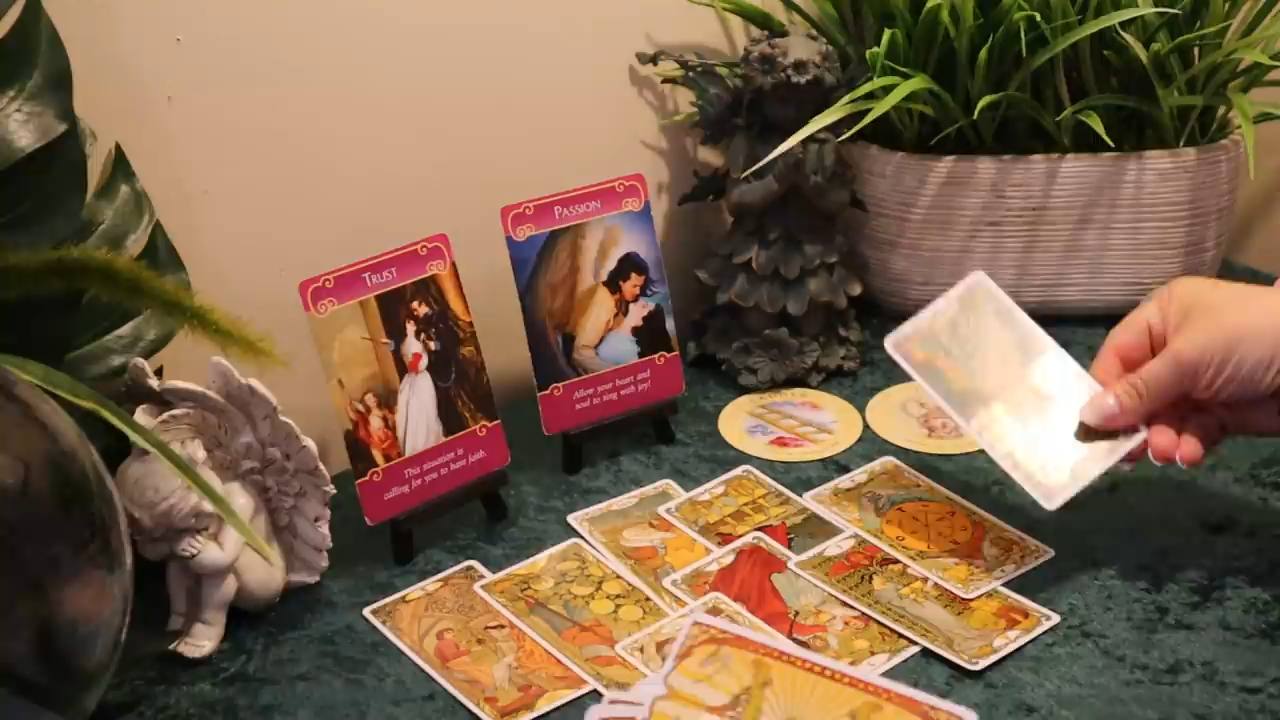 TRUST
This situation is
calling for you to have faith.
PASSION
Allow your heart and
soul to sing with joy!